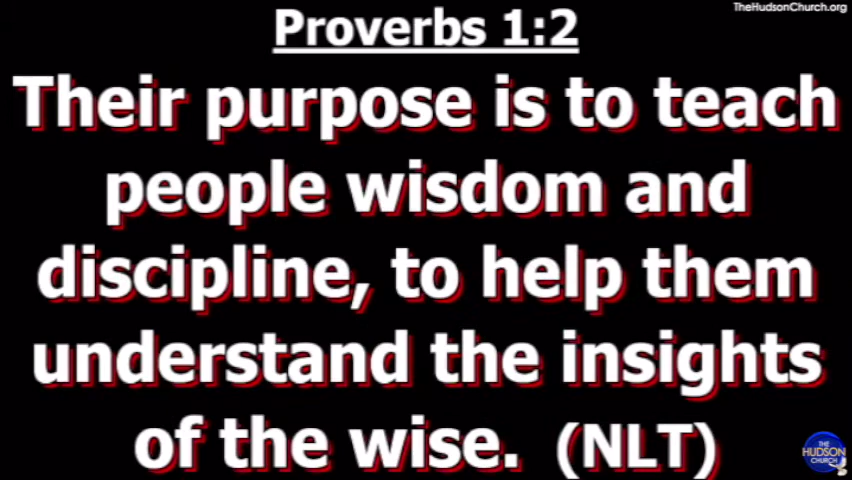 TheHudsonChurch.org
Proverbs 1:2
Their purpose is to teach
people wisdom and
discipline, to help them
understand the insights
of the wise. (NLT)
THE
HUDSON
CHURCH